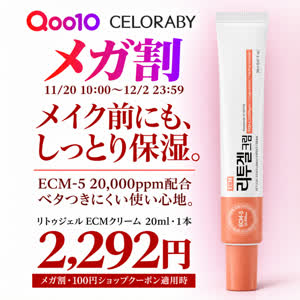 Qoo10 CELORABY
メガ割
11/20 10:00〜12/2 23:59
メイク前にも、
しっとり保湿。
ECM-5 20,000ppm配合
ベタつきにくい使い心地。
リトゥジェル ECMクリーム 20ml・1本
2,292円
メガ割・100円ショップクーポン適用時
리투젤
크림
ECM-5